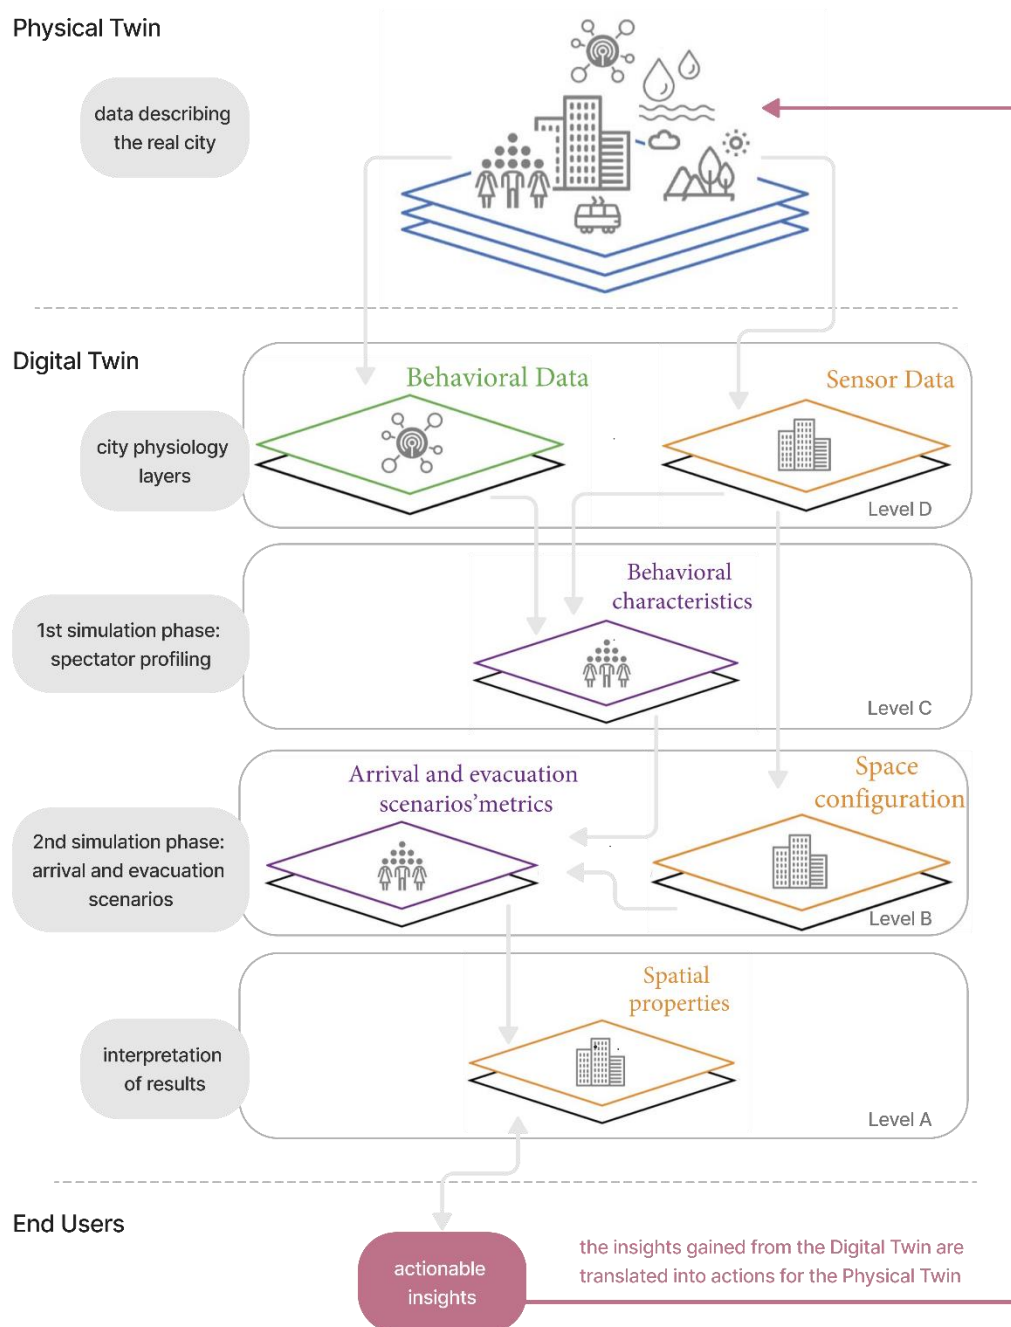 Physical Twin
data describing
the real city
Digital Twin
Behavioral Data
Sensor Data
city physiology
layers
Level D
Behavioral
characteristics
1st simulation phase:
spectator profiling
Level C
Arrival and evacuation
scenarios'metrics
Space
configuration
2nd simulation phase:
arrival and evacuation
scenarios
Level B
Spatial
properties
interpretation
of results
Level A
End Users
actionable
insights
the insights gained from the Digital Twin are
translated into actions for the Physical Twin